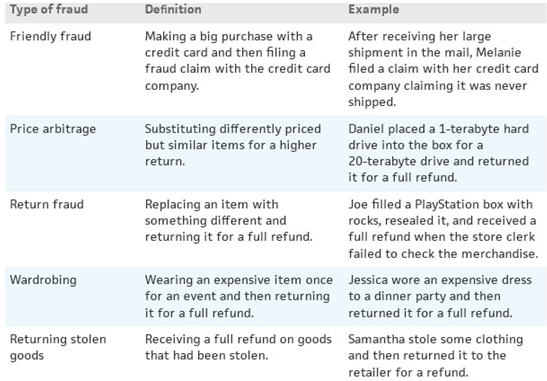 Type of fraud Definition Example
Friendly fraud
Making a big purchase with a
credit card and then filing a
fraud claim with the credit card
company.
After receiving her large
shipment in the mail, Melanie
filed a claim with her credit card
company claiming it was never
shipped.
Price arbitrage
Substituting differently priced
but similar items for a higher
return.
Daniel placed a 1-terabyte hard
drive into the box for a
20-terabyte drive and returned
it for a full refund.
Return fraud
Replacing an item with
something different and
returning it for a full refund.
Joe filled a PlayStation box with
rocks, resealed it, and received a
full refund when the store clerk
failed to check the merchandise.
Wardrobing
Wearing an expensive item once
for an event and then returning
it for a full refund.
Jessica wore an expensive dress
to a dinner party and then
returned it for a full refund.
Returning stolen
goods
Receiving a full refund on goods
that had been stolen.
Samantha stole some clothing
and then returned it to the
retailer for a refund.